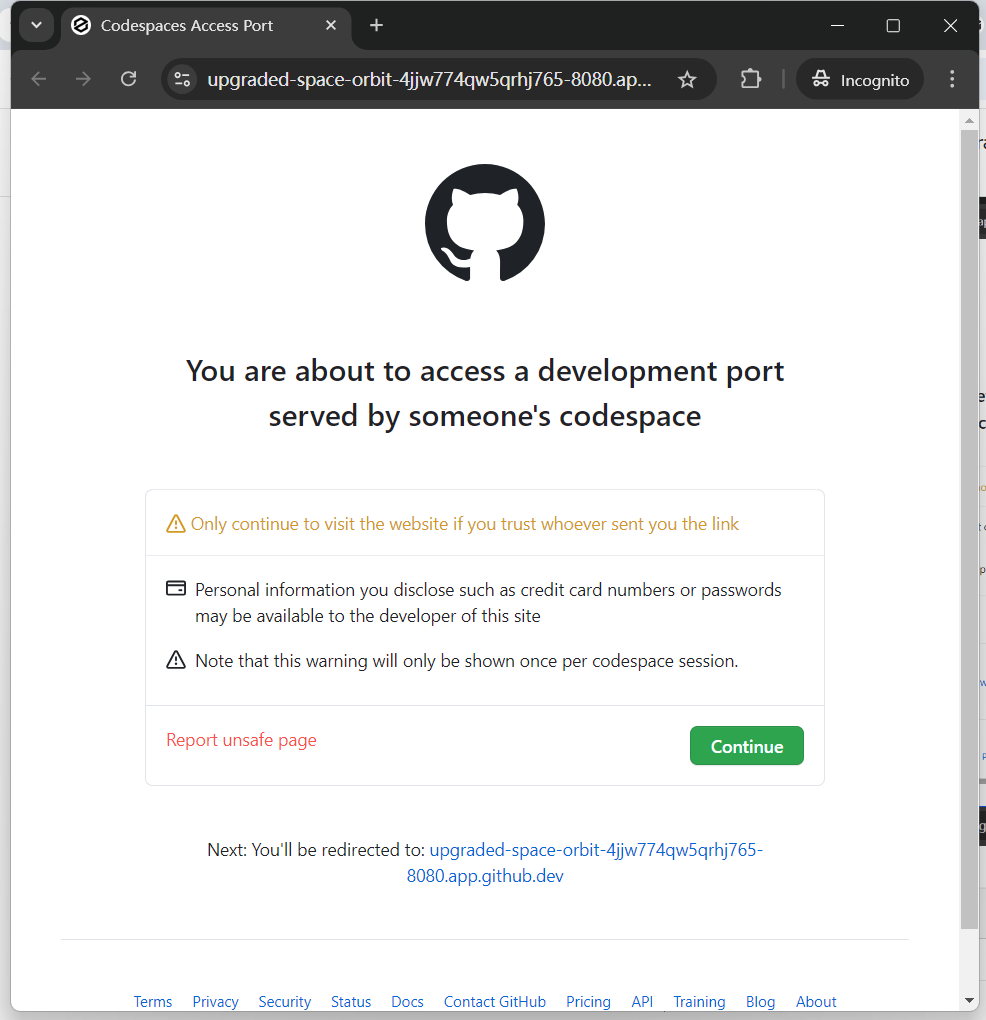 Codespaces Access Port
upgraded-space-orbit-4jjw774qw5qrhj765-8080.ap...
Incognito
You are about to access a development port
served by someone's codespace
Only continue to visit the website if you trust whoever sent you the link
Personal information you disclose such as credit card numbers or passwords
may be available to the developer of this site
Note that this warning will only be shown once per codespace session.
Report unsafe page
Continue
Next: You'll be redirected to: upgraded-space-orbit-4jjw774qw5qrhj765-
8080.app.github.dev
Terms Privacy Security Status Docs Contact GitHub Pricing API Training Blog About